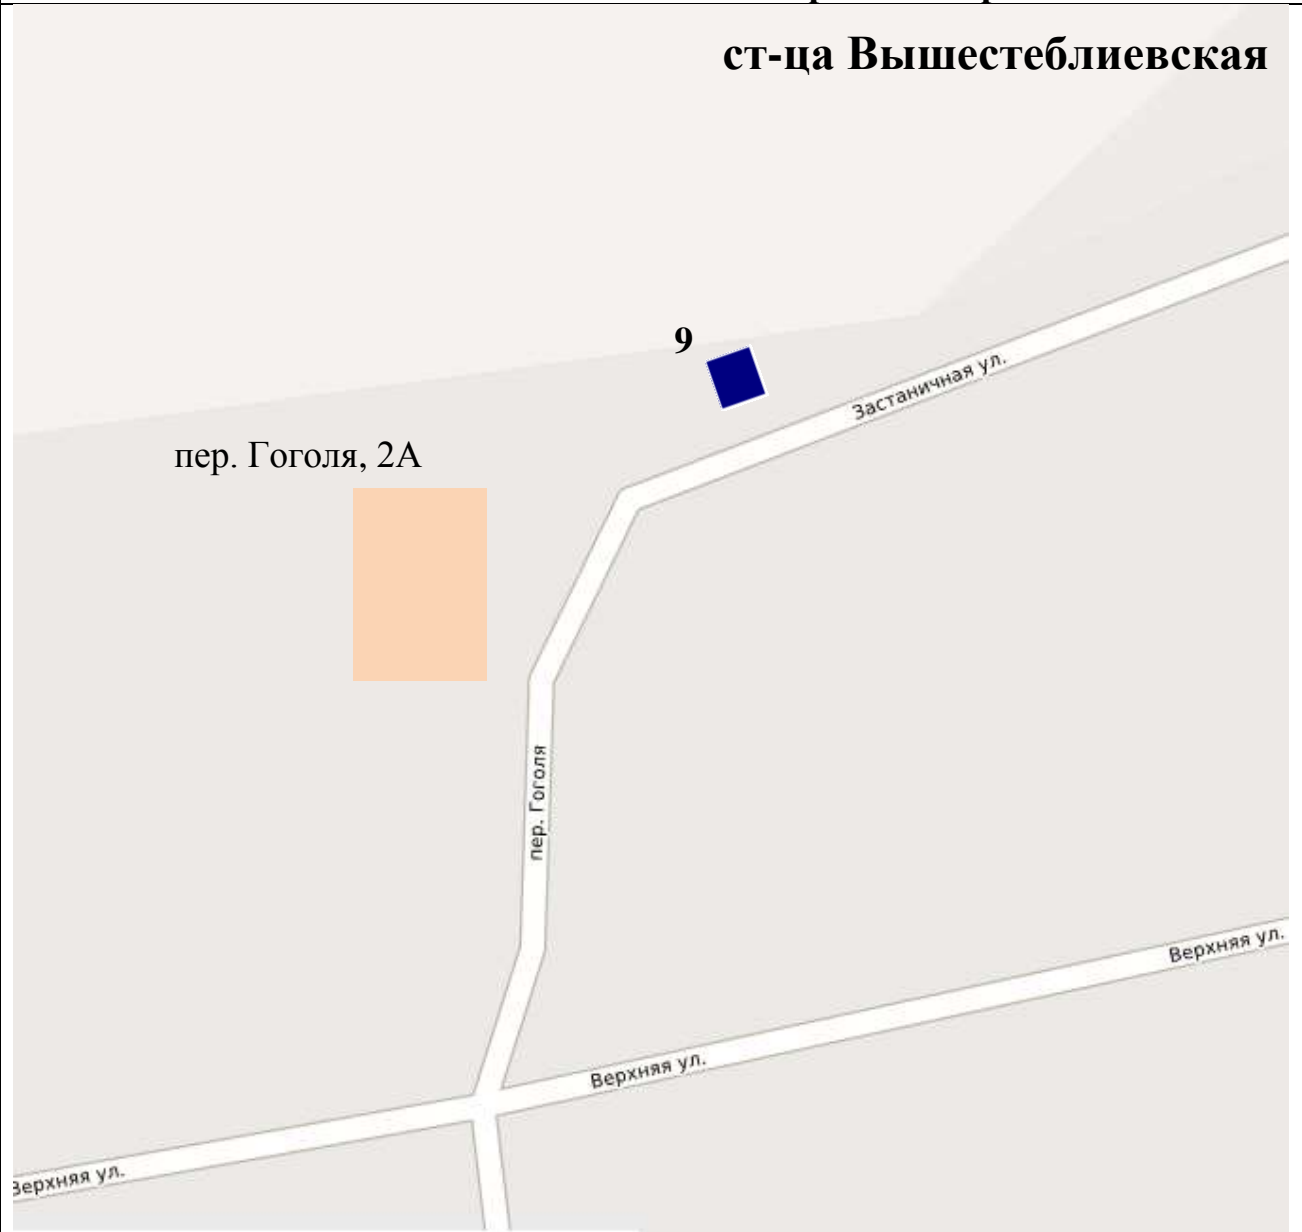 ст-ца Вышестеблиевская
9
Застаничная ул.
пер. Гоголя, 2А
пер. Гоголя
Верхняя ул.
Верхняя ул.
Верхняя ул.